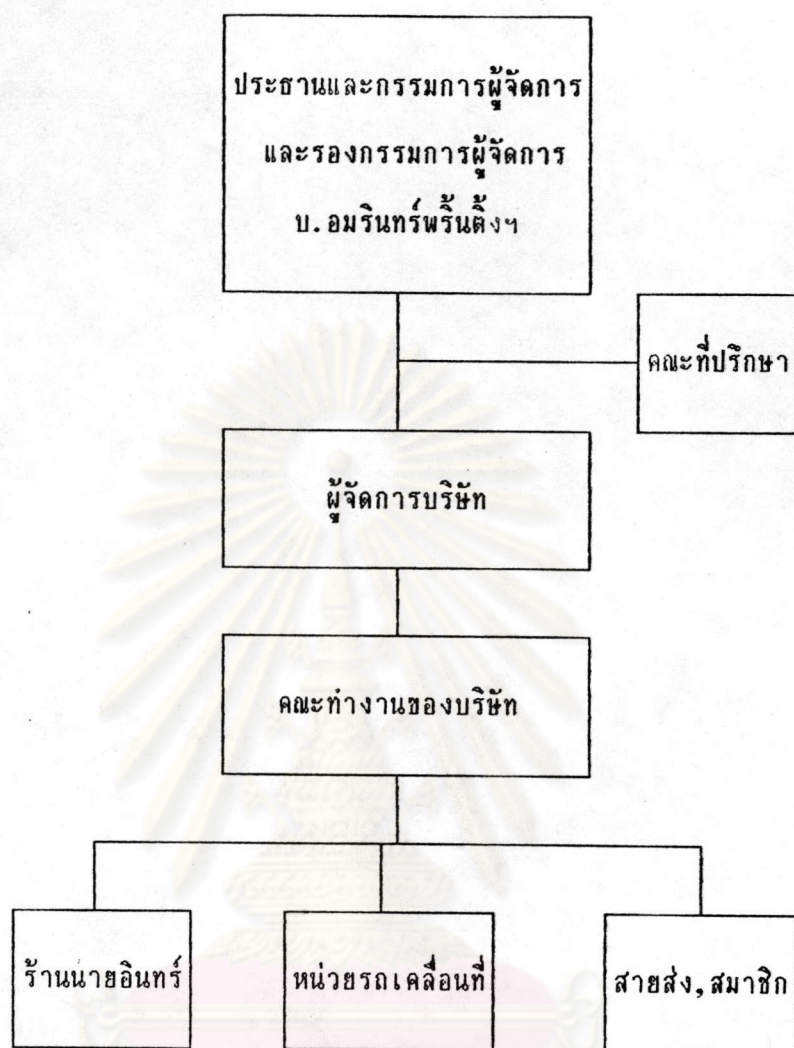 ประธานและกรรมการผู้จัดการ
และรองกรรมการผู้จัดการ
บ.อมรินทร์พริ้นติ้งฯ
คณะที่ปรึกษา
ผู้จัดการบริษัท
คณะทำงานของบริษัท
ร้านนายอินทร์
หน่วยรถเคลื่อนที่
สายส่ง,สมาชิก